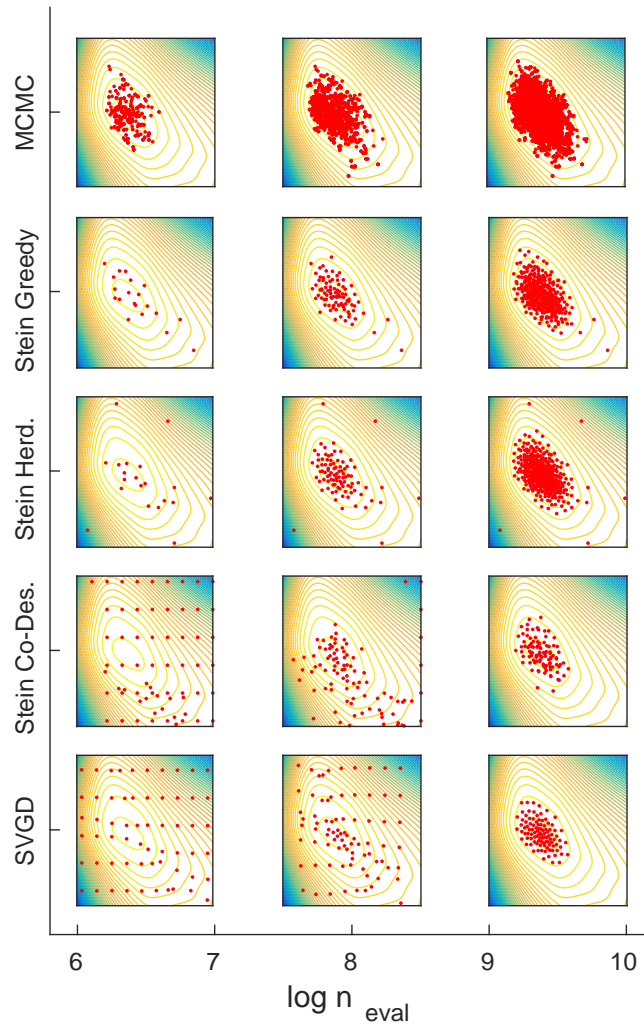 MCMC
Stein Greedy
Stein Herd.
Stein Co-Des.
SVGD
6 7 8 9 10
log n eval